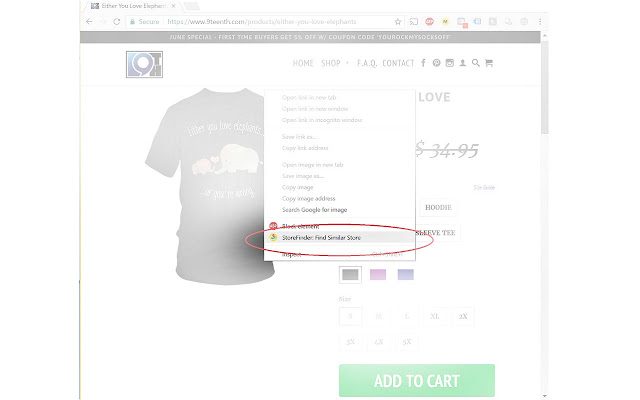 Either You Love Elephan
Secure
https://www.9teenth.com/products/either-you-love-elephants
JUNE SPECIAL - FIRST TIME BUYERS GET 5% OFF W/ COUPON CODE 'YOUROCKMYSOCKSOFF'
HOME SHOP F.A.Q. CONTACT
LOVE
Either you love elephants,
...or you're wrong.
Open link in new tab
Open link in new window
Open link in incognito window
Save link as...
Copy link address
Open image in new tab
Save image as...
Copy image
Copy image address
Search Google for image
Block element
StoreFinder: Find Similar Store
Inspect
$ 34.95
Size Guide
HOODIE
SLEEVE TEE
Size
S M L XL 2X
3X 4X 5X
ADD TO CART